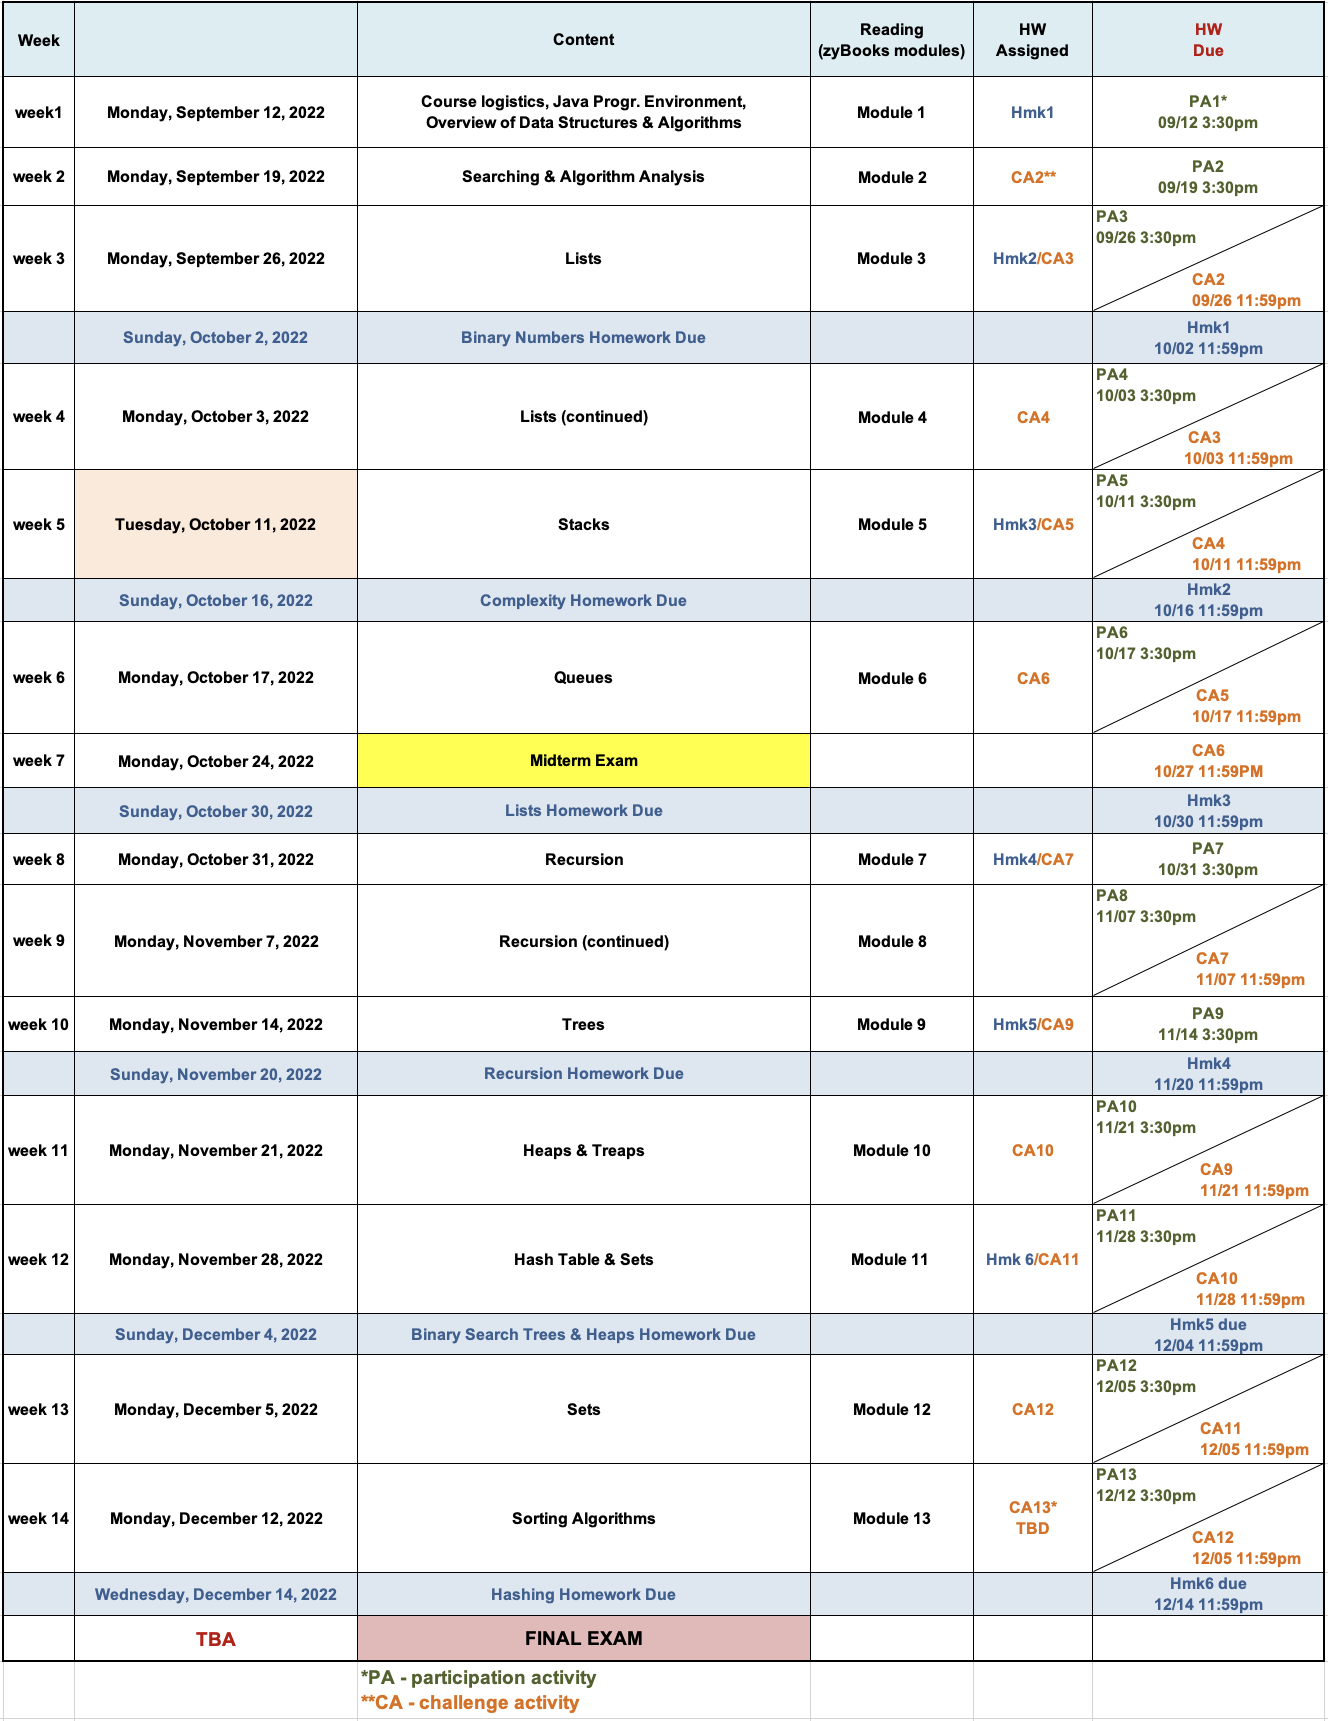 Week
Content
Reading
(zyBooks modules)
HW
Assigned
HW
Due
week1
Monday, September 12, 2022
Course logistics, Java Progr. Environment,
Overview of Data Structures & Algorithms
Module 1
Hmk1
PA1*
09/12 3:30pm
week 2
Monday, September 19, 2022
Searching & Algorithm Analysis
Module 2
CA2**
PA2
09/19 3:30pm
week 3
Monday, September 26, 2022
Lists
Module 3
Hmk2/CA3
PA3
09/26 3:30pm
CA2
09/26 11:59pm
Sunday, October 2, 2022
Binary Numbers Homework Due
Hmk1
10/02 11:59pm
week 4
Monday, October 3, 2022
Lists (continued)
Module 4
CA4
PA4
10/03 3:30pm
CA3
10/03 11:59pm
week 5
Tuesday, October 11, 2022
Stacks
Module 5
Hmk3/CA5
PA5
10/11 3:30pm
CA4
10/11 11:59pm
Sunday, October 16, 2022
Complexity Homework Due
Hmk2
10/16 11:59pm
week 6
Monday, October 17, 2022
Queues
Module 6
CA6
PA6
10/17 3:30pm
CA5
10/17 11:59pm
week 7
Monday, October 24, 2022
Midterm Exam
CA6
10/27 11:59PM
Sunday, October 30, 2022
Lists Homework Due
Hmk3
10/30 11:59pm
week 8
Monday, October 31, 2022
Recursion
Module 7
Hmk4/CA7
PA7
10/31 3:30pm
week 9
Monday, November 7, 2022
Recursion (continued)
Module 8
PA8
11/07 3:30pm
CA7
11/07 11:59pm
week 10
Monday, November 14, 2022
Trees
Module 9
Hmk5/CA9
PA9
11/14 3:30pm
Sunday, November 20, 2022
Recursion Homework Due
Hmk4
11/20 11:59pm
week 11
Monday, November 21, 2022
Heaps & Treaps
Module 10
CA10
PA10
11/21 3:30pm
CA9
11/21 11:59pm
week 12
Monday, November 28, 2022
Hash Table & Sets
Module 11
Hmk 6/CA11
PA11
11/28 3:30pm
CA10
11/28 11:59pm
Sunday, December 4, 2022
Binary Search Trees & Heaps Homework Due
Hmk5 due
12/04 11:59pm
week 13
Monday, December 5, 2022
Sets
Module 12
CA12
PA12
12/05 3:30pm
CA11
12/05 11:59pm
week 14
Monday, December 12, 2022
Sorting Algorithms
Module 13
CA13*
TBD
PA13
12/12 3:30pm
CA12
12/05 11:59pm
Wednesday, December 14, 2022
Hashing Homework Due
Hmk6 due
12/14 11:59pm
TBA
FINAL EXAM
*PA - participation activity
**CA - challenge activity